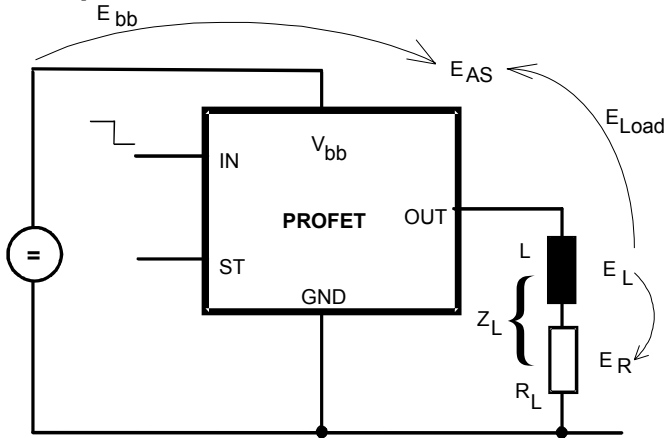 E bb
E AS
E Load
IN
V bb
PROFET
OUT
ST
GND
L
E L
Z L
{
E R
R L
=